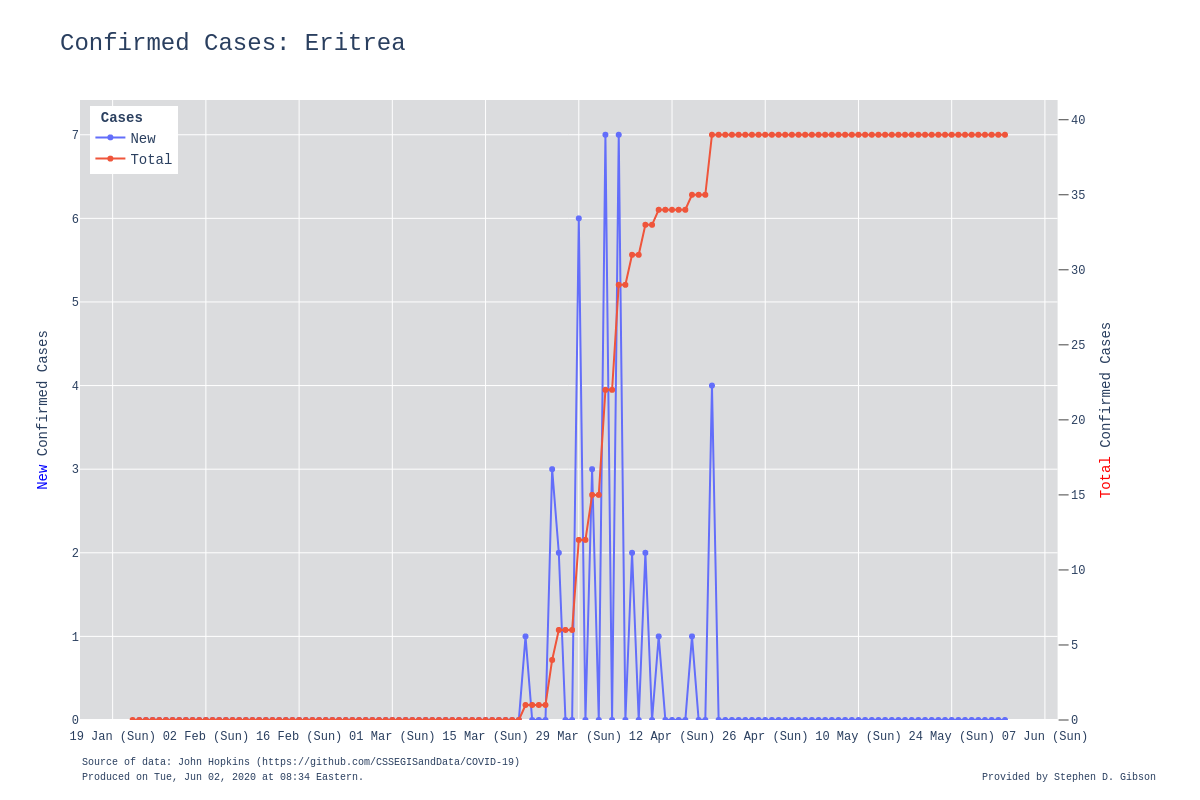 Confirmed Cases: Eritrea
Cases
New
Total
7
6
5
4
3
2
1
0
40
35
30
25
20
15
10
5
0
New Confirmed Cases
Total Confirmed Cases
19 Jan (Sun) 02 Feb (Sun) 16 Feb (Sun) 01 Mar (Sun) 15 Mar (Sun) 29 Mar (Sun) 12 Apr (Sun) 26 Apr (Sun) 10 May (Sun) 24 May (Sun) 07 Jun (Sun)
Source of data: John Hopkins (https://github.com/CSSEGISandData/COVID-19)
Produced on Tue, Jun 02, 2020 at 08:34 Eastern.
Provided by Stephen D. Gibson